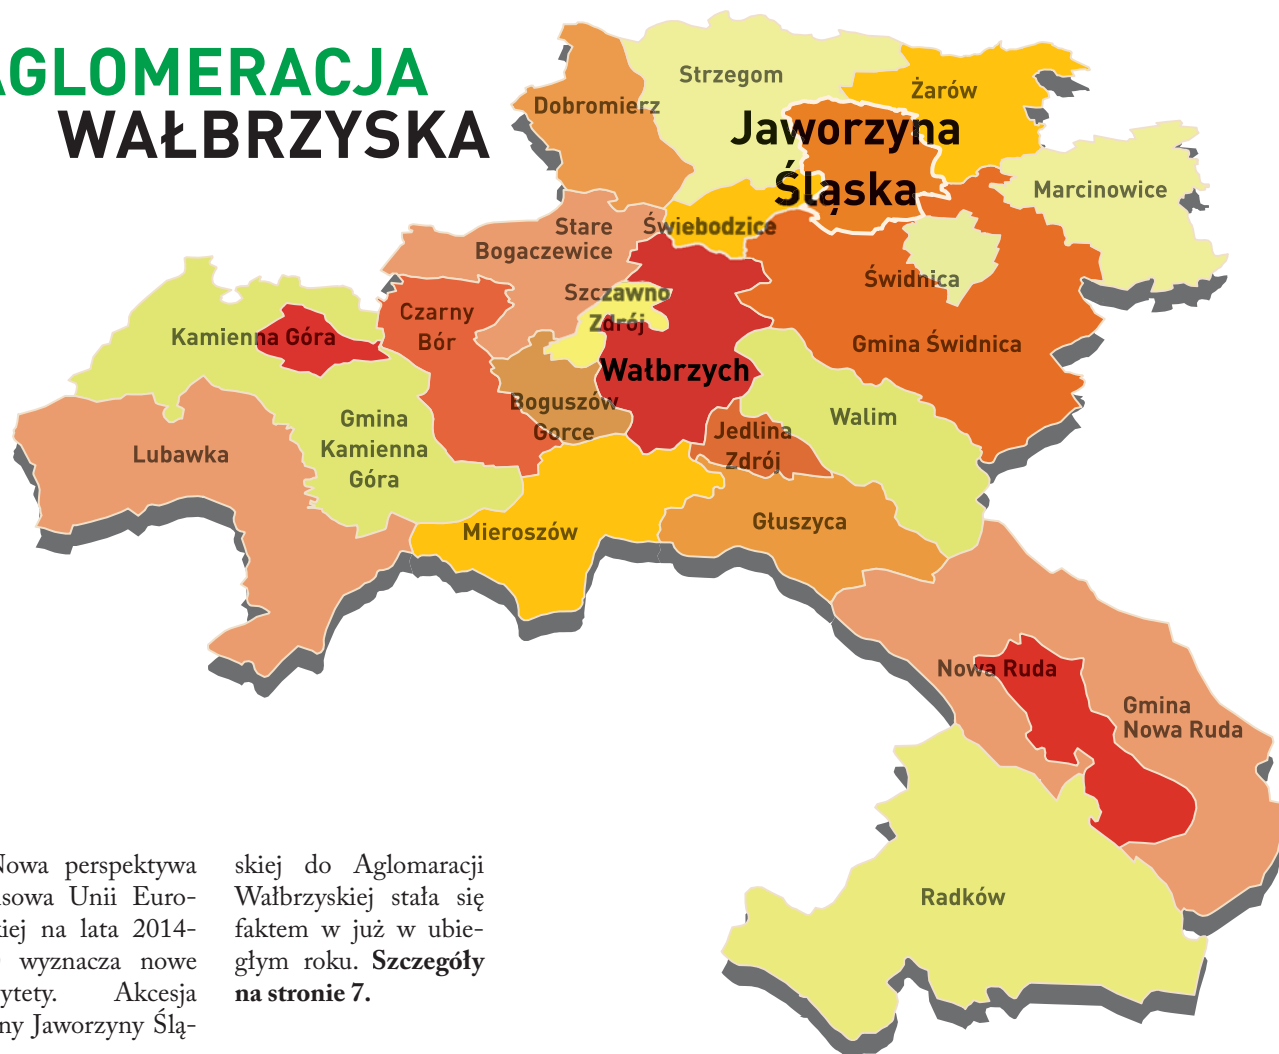 AGLOMERACJA
WAŁBRZYSKA
Strzegom
Żarów
Dobromierz
Jaworzyna
Śląska
Marcinowice
Stare
Bogaczewice
Świebodzice
Świdnica
Szczawno
Zdrój
Czarny
Bór
Kamienna Góra
Gmina Świdnica
Wałbrzych
Boguszów
Gorce
Walim
Jedlina
Zdrój
Gmina
Kamienna
Góra
Lubawka
Mieroszów
Głuszyca
Nowa Ruda
Gmina
Nowa Ruda
Radków
Nowa perspektywa
sowa Unii Euro-
kiej na lata 2014-
wyznacza nowe
ytety. Akcesja
ny Jaworzyny Ślą-
skiej do Aglomaracji
Wałbrzyskiej stała się
faktem w już w ubie-
głym roku. Szczegóły
na stronie 7.